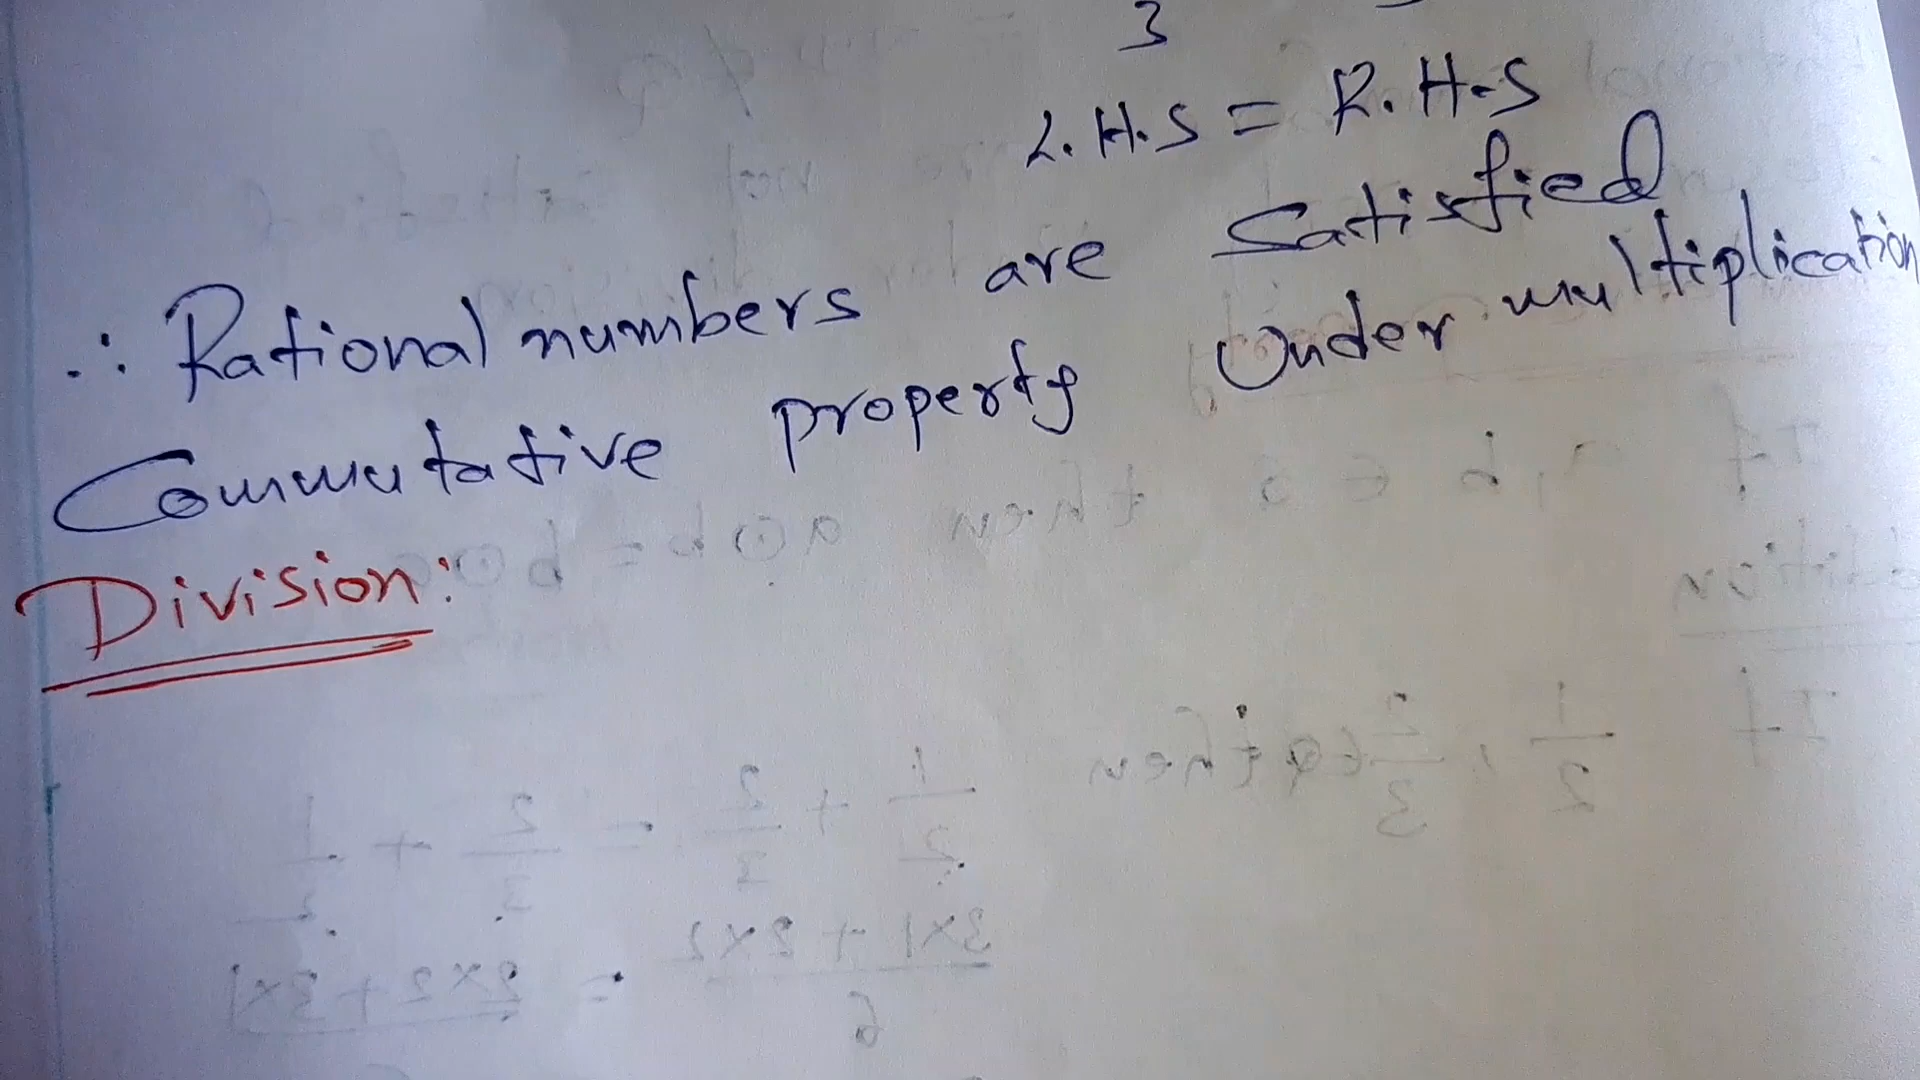 3
L.H.S = R.H.S
∴ Rational numbers are Satisfied
Commutative property Under multiplication
Division: